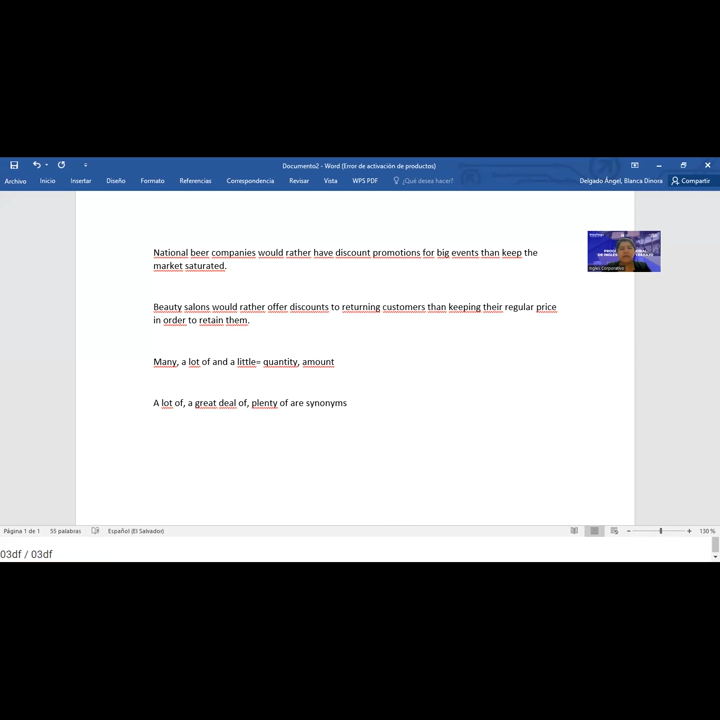 Documento2 - Word (Error de activación de productos)
Archivo Inicio Insertar Diseño Formato Referencias Correspondencia Revisar Vista WPS PDF ¿Qué desea hacer? Delgado Ángel, Blanca Dinora Compartir
National beer companies would rather have discount promotions for big events than keep the
market saturated.
DE INGLÉS
Ingles Corporativo
Beauty salons would rather offer discounts to returning customers than keeping their regular price
in order to retain them.
Many, a lot of and a little= quantity, amount
A lot of, a great deal of, plenty of are synonyms
Página 1 de 1 55 palabras Español (El Salvador) 130 %
03df / 03df